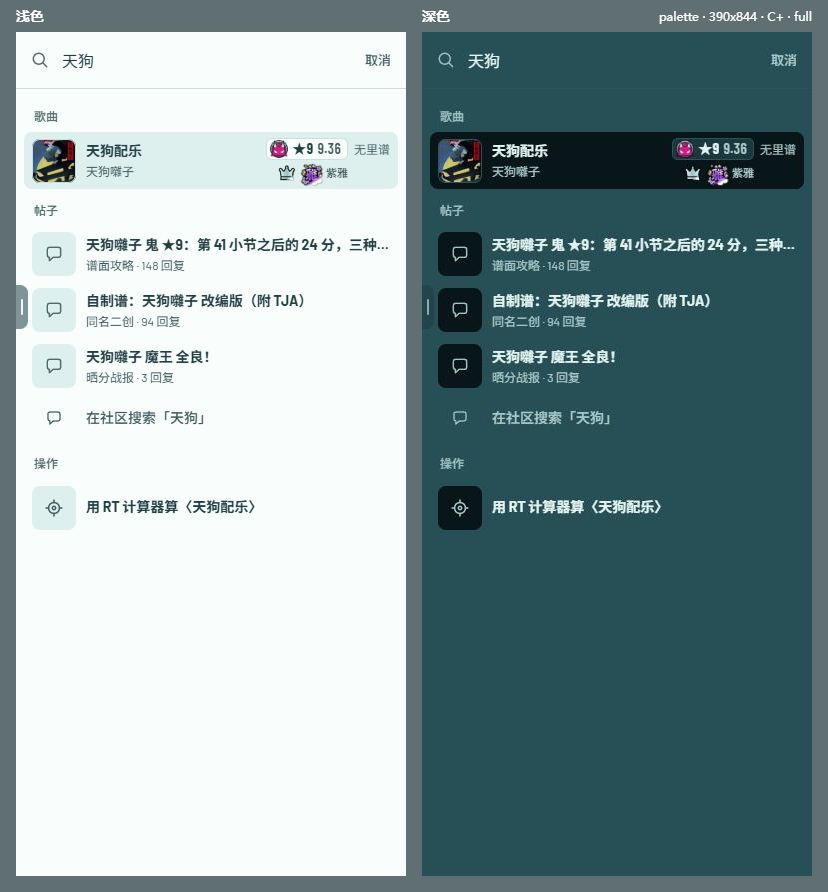 浅色
天狗
取消
歌曲
天狗配乐
★9 9.36
无里谱
天狗囃子
紫雅
帖子
天狗囃子 鬼 ★9：第 41 小节之后的 24 分，三种...
谱面攻略 · 148 回复
自制谱：天狗囃子 改编版（附 TJA）
同名二创 · 94 回复
天狗囃子 魔王 全良！
晒分战报 · 3 回复
在社区搜索「天狗」
操作
用 RT 计算器算〈天狗配乐〉
深色
palette · 390x844 · C+ · full
天狗
取消
歌曲
天狗配乐
★9 9.36
无里谱
天狗囃子
紫雅
帖子
天狗囃子 鬼 ★9：第 41 小节之后的 24 分，三种...
谱面攻略 · 148 回复
自制谱：天狗囃子 改编版（附 TJA）
同名二创 · 94 回复
天狗囃子 魔王 全良！
晒分战报 · 3 回复
在社区搜索「天狗」
操作
用 RT 计算器算〈天狗配乐〉